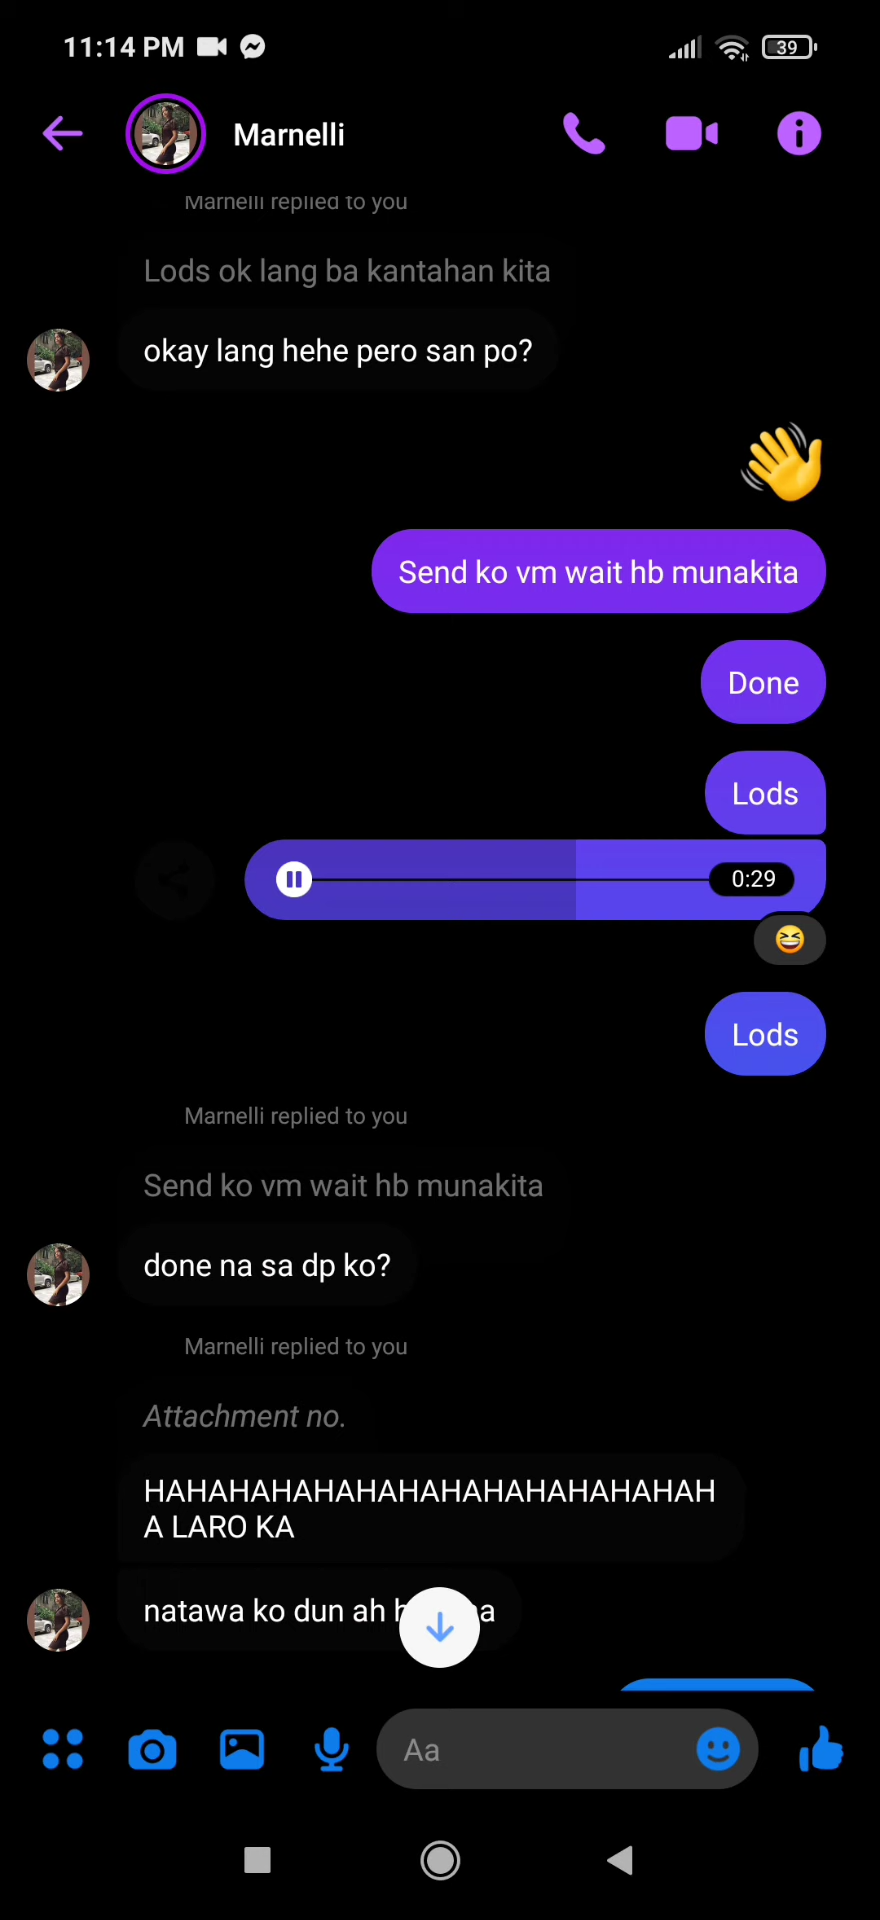 11:14 PM
39
Marnelli
Marnelli replied to you
Lods ok lang ba kantahan kita
okay lang hehe pero san po?
Send ko vm wait hb munakita
Done
Lods
0:29
Lods
Marnelli replied to you
Send ko vm wait hb munakita
done na sa dp ko?
Marnelli replied to you
Attachment no.
HAHAHAHAHAHAHAHAHAHAHAHAHAH
A LARO KA
natawa ko dun ah
Aa